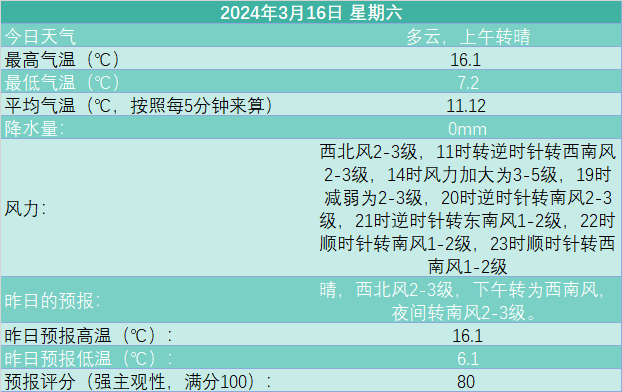 2024年3月16日 星期六
今日天气 多云，上午转晴
最高气温（℃） 16.1
最低气温（℃） 7.2
平均气温（℃，按照每5分钟来算） 11.12
降水量： 0mm
风力：
西北风2-3级，11时转逆时针转西南风
2-3级，14时风力加大为3-5级，19时
减弱为2-3级，20时逆时针转南风2-3
级，21时逆时针转东南风1-2级，22时
顺时针转南风1-2级，23时顺时针转西
南风1-2级
昨日的预报：
晴，西北风2-3级，下午转为西南风，
夜间转南风2-3级。
昨日预报高温（℃）： 16.1
昨日预报低温（℃）： 6.1
预报评分（强主观性，满分100）： 80